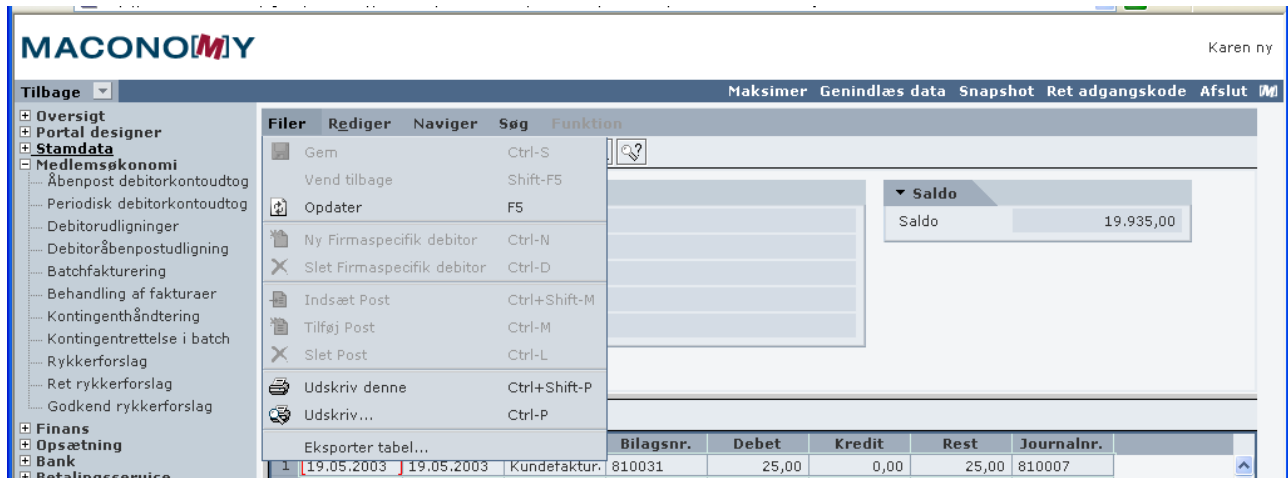 MACONO[M]Y
Karen ny
Tilbage
Maksimer Genindlæs data Snapshot Ret adgangskode Afslut [M]
Oversigt
Portal designer
Stamdata
Medlemsøkonomi
Åbenpost debitorkontoudtog
Periodisk debitorkontoudtog
Debitorudligninger
Debitoråbenpostudligning
Batchfakturering
Behandling af fakturaer
Kontingenthåndtering
Kontingentrettelse i batch
Rykkerforslag
Ret rykkerforslag
Godkend rykkerforslag
Finans
Opsætning
Bank
Betalingsservice
Filer Rediger Naviger Søg Funktion
Gem Ctrl-S
Vend tilbage Shift-F5
Opdater F5
Ny Firmaspecifik debitor Ctrl-N
Slet Firmaspecifik debitor Ctrl-D
Indsæt Post Ctrl+Shift-M
Tilføj Post Ctrl-M
Slet Post Ctrl-L
Udskriv denne Ctrl+Shift-P
Udskriv... Ctrl-P
Eksporter tabel...
Saldo
Saldo 19.935,00
Bilagsnr. Debet Kredit Rest Journalnr.
1 19.05.2003 19.05.2003 Kundefaktur. 810031 25,00 0,00 25,00 810007